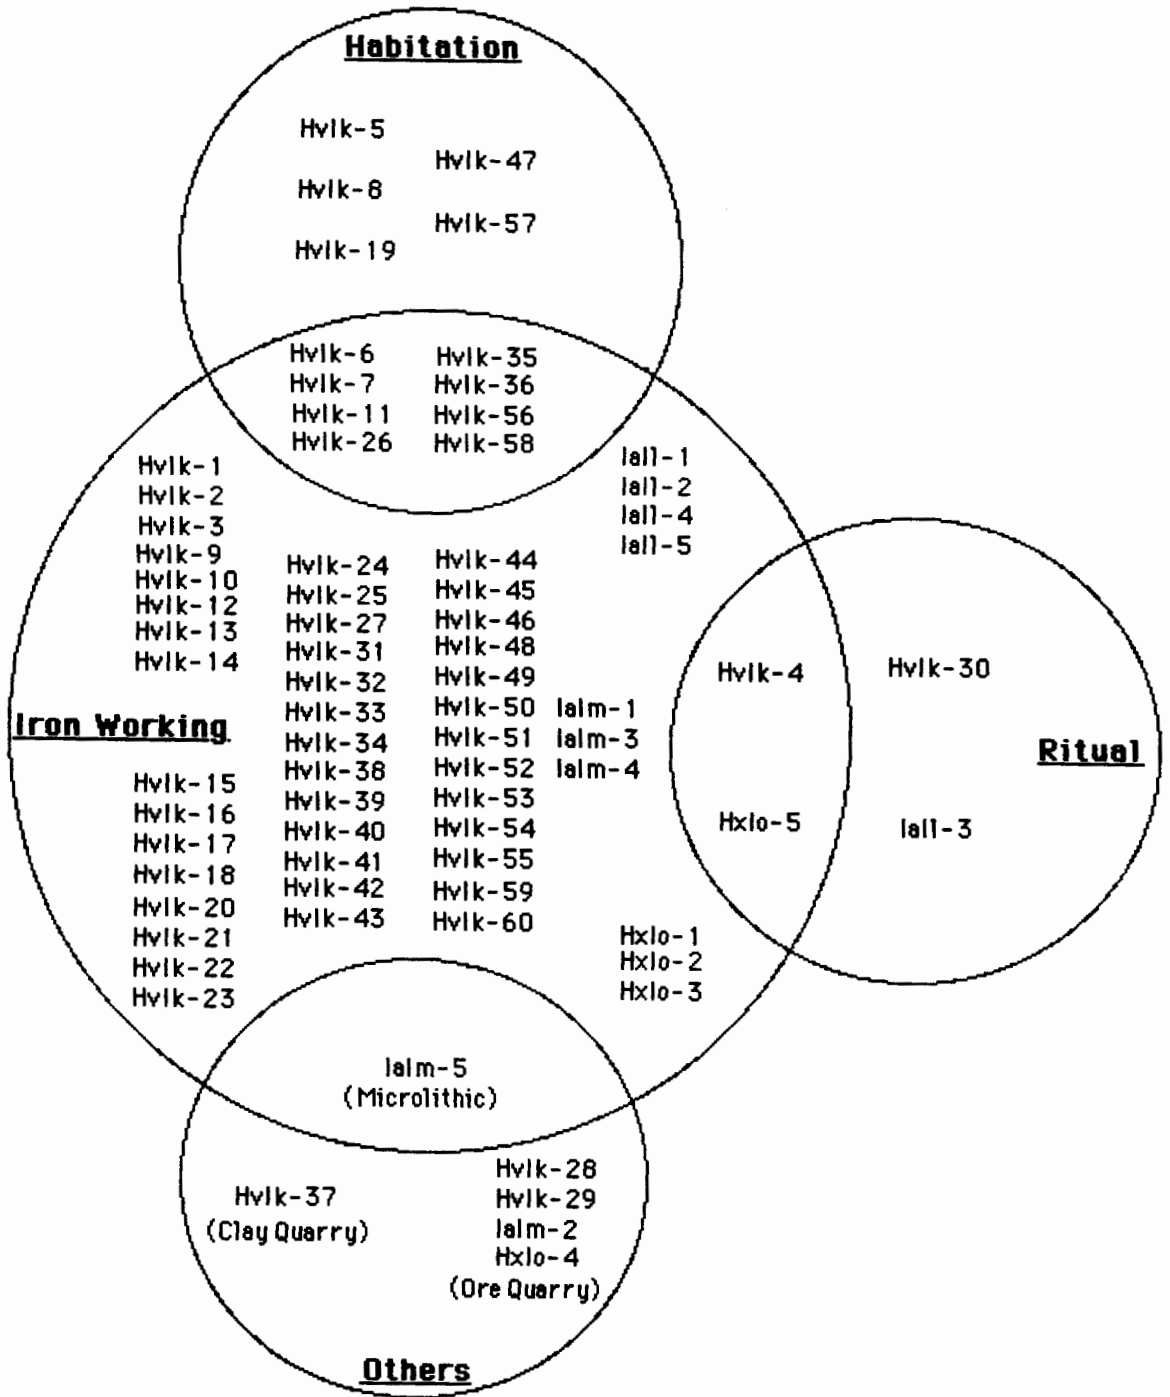 Habitation
Hvlk-5
Hvlk-8
Hvlk-19
Hvlk-47
Hvlk-57
Hvlk-6
Hvlk-7
Hvlk-11
Hvlk-26
Hvlk-35
Hvlk-36
Hvlk-56
Hvlk-58
Hvlk-1
Hvlk-2
Hvlk-3
Hvlk-9
Hvlk-10
Hvlk-12
Hvlk-13
Hvlk-14
Iron Working
Hvlk-15
Hvlk-16
Hvlk-17
Hvlk-18
Hvlk-20
Hvlk-21
Hvlk-22
Hvlk-23
Hvlk-24
Hvlk-25
Hvlk-27
Hvlk-31
Hvlk-32
Hvlk-33
Hvlk-34
Hvlk-38
Hvlk-39
Hvlk-40
Hvlk-41
Hvlk-42
Hvlk-43
Hvlk-44
Hvlk-45
Hvlk-46
Hvlk-48
Hvlk-49
Hvlk-50
Hvlk-51
Hvlk-52
Hvlk-53
Hvlk-54
Hvlk-55
Hvlk-59
Hvlk-60
Ialm-1
Ialm-3
Ialm-4
Iall-1
Iall-2
Iall-4
Iall-5
Hxlo-1
Hxlo-2
Hxlo-3
Hvlk-4
Hxlo-5
Hvlk-30
Ritual
Iall-3
Ialm-5
(Microlithic)
Hvlk-37
(Clay Quarry)
Hvlk-28
Hvlk-29
Ialm-2
Hxlo-4
(Ore Quarry)
Others